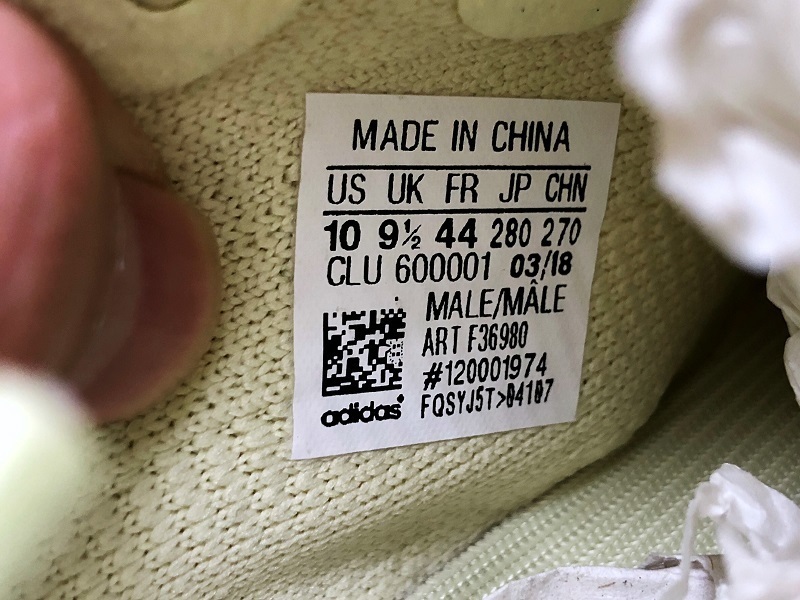 MADE IN CHINA
US UK FR JP CHN
10 9½ 44 280 270
CLU 600001 03/18
MALE/MÂLE
ART F36980
#120001974
FQSYJ5T>04107
adidas